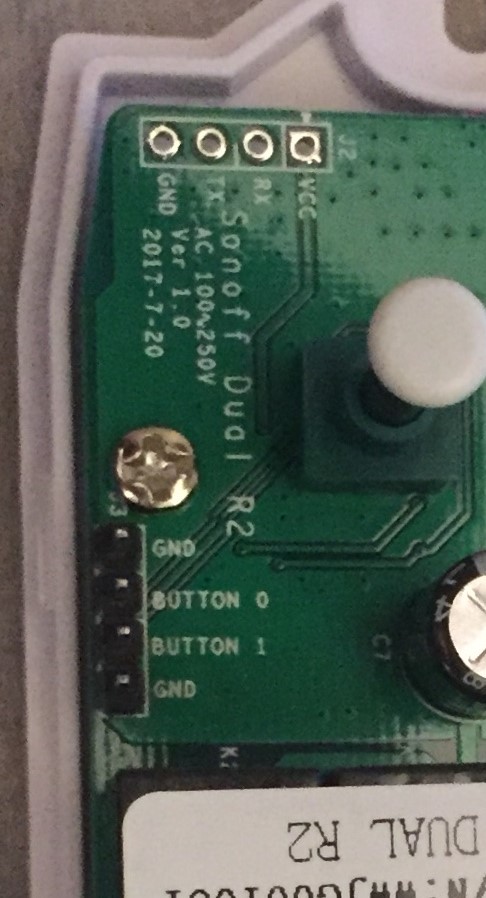 J2
VCC
RX
TX
GND
Sonoff Dual R2
AC 100~250V
Ver 1.0
2017-7-20
C7
GND
BUTTON 0
BUTTON 1
GND
J3
DUAL R2